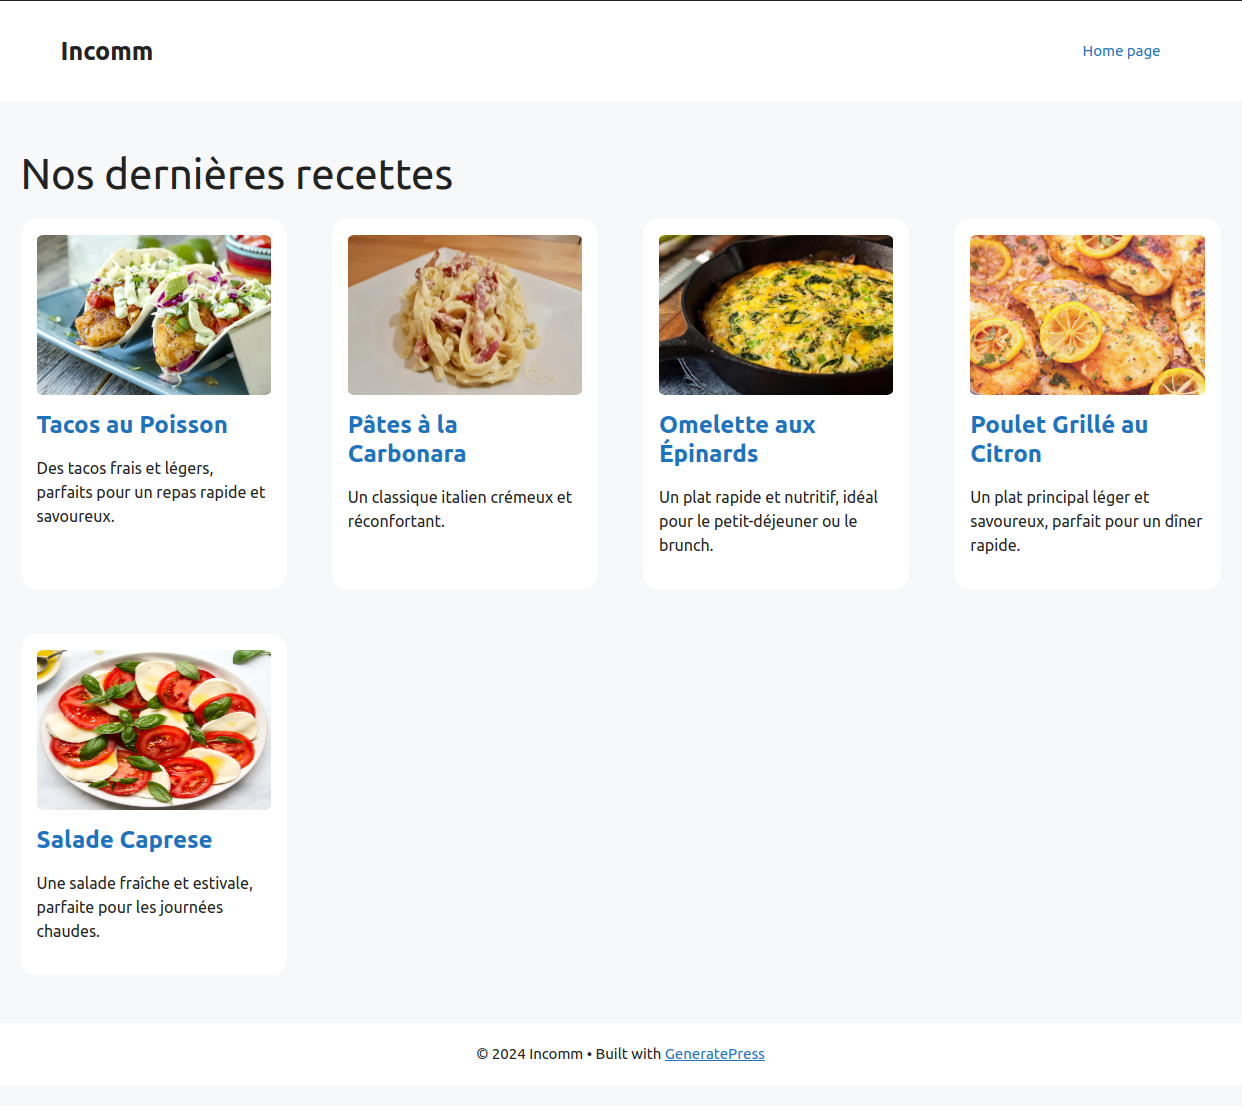 Incomm
Home page
Nos dernières recettes
Tacos au Poisson
Des tacos frais et légers,
parfaits pour un repas rapide et
savoureux.
Pâtes à la
Carbonara
Un classique italien crémeux et
réconfortant.
Omelette aux
Épinards
Un plat rapide et nutritif, idéal
pour le petit-déjeuner ou le
brunch.
Poulet Grillé au
Citron
Un plat principal léger et
savoureux, parfait pour un dîner
rapide.
Salade Caprese
Une salade fraîche et estivale,
parfaite pour les journées
chaudes.
© 2024 Incomm • Built with GeneratePress